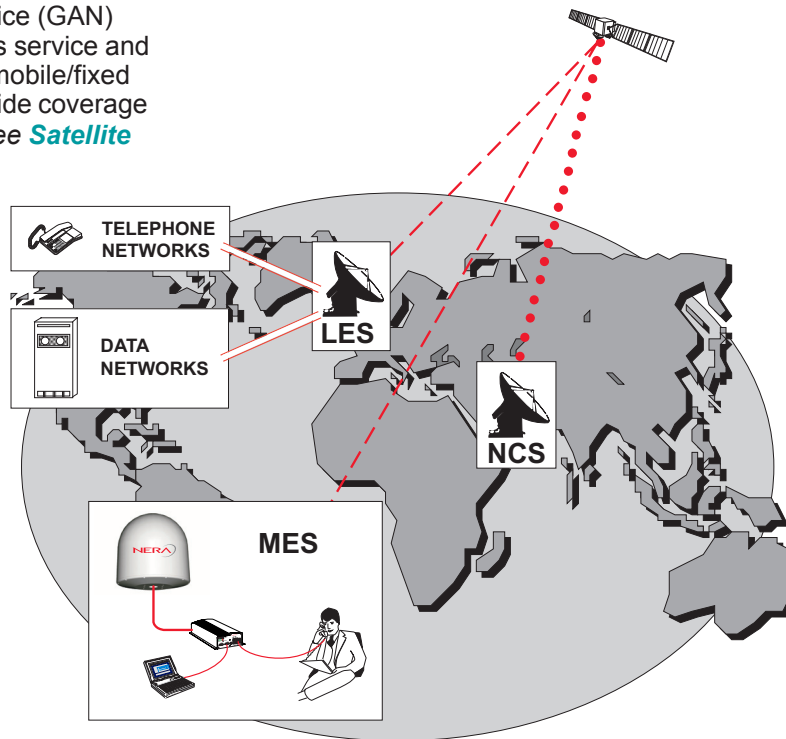 ice (GAN)
s service and
mobile/fixed
ide coverage
ee Satellite
TELEPHONE
NETWORKS
LES
DATA
NETWORKS
NCS
MES
NERA